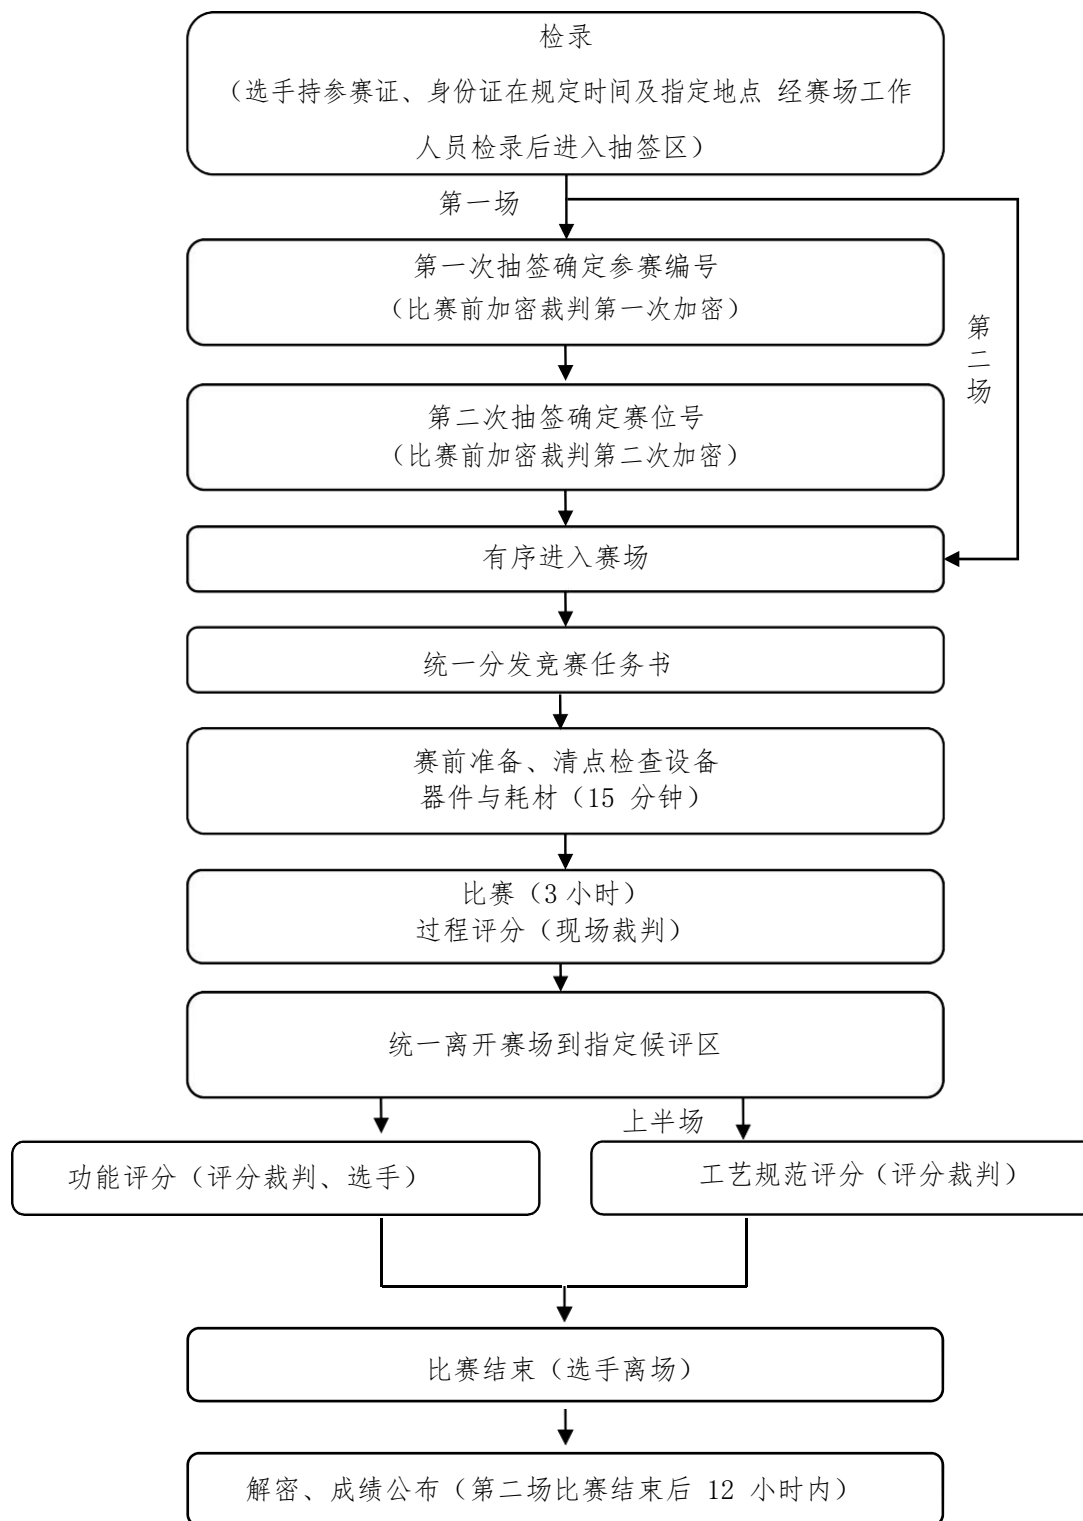 检录
（选手持参赛证、身份证在规定时间及指定地点 经赛场工作
人员检录后进入抽签区）
第一场
第一次抽签确定参赛编号
（比赛前加密裁判第一次加密）
第二场
第二次抽签确定赛位号
（比赛前加密裁判第二次加密）
有序进入赛场
统一分发竞赛任务书
赛前准备、清点检查设备
器件与耗材（15 分钟）
比赛（3 小时）
过程评分（现场裁判）
统一离开赛场到指定候评区
上半场
功能评分（评分裁判、选手）
工艺规范评分（评分裁判）
比赛结束（选手离场）
解密、成绩公布（第二场比赛结束后 12 小时内）